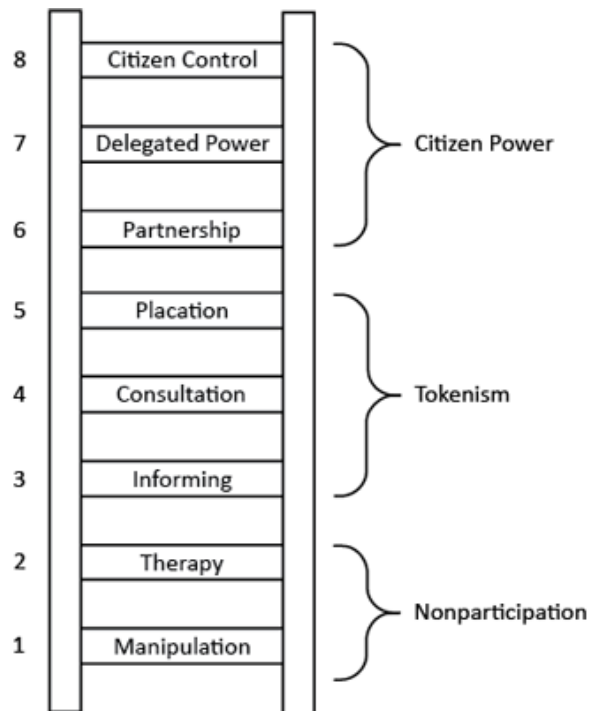 8 Citizen Control
7 Delegated Power Citizen Power
6 Partnership
5 Placation
4 Consultation Tokenism
3 Informing
2 Therapy
Nonparticipation
1 Manipulation